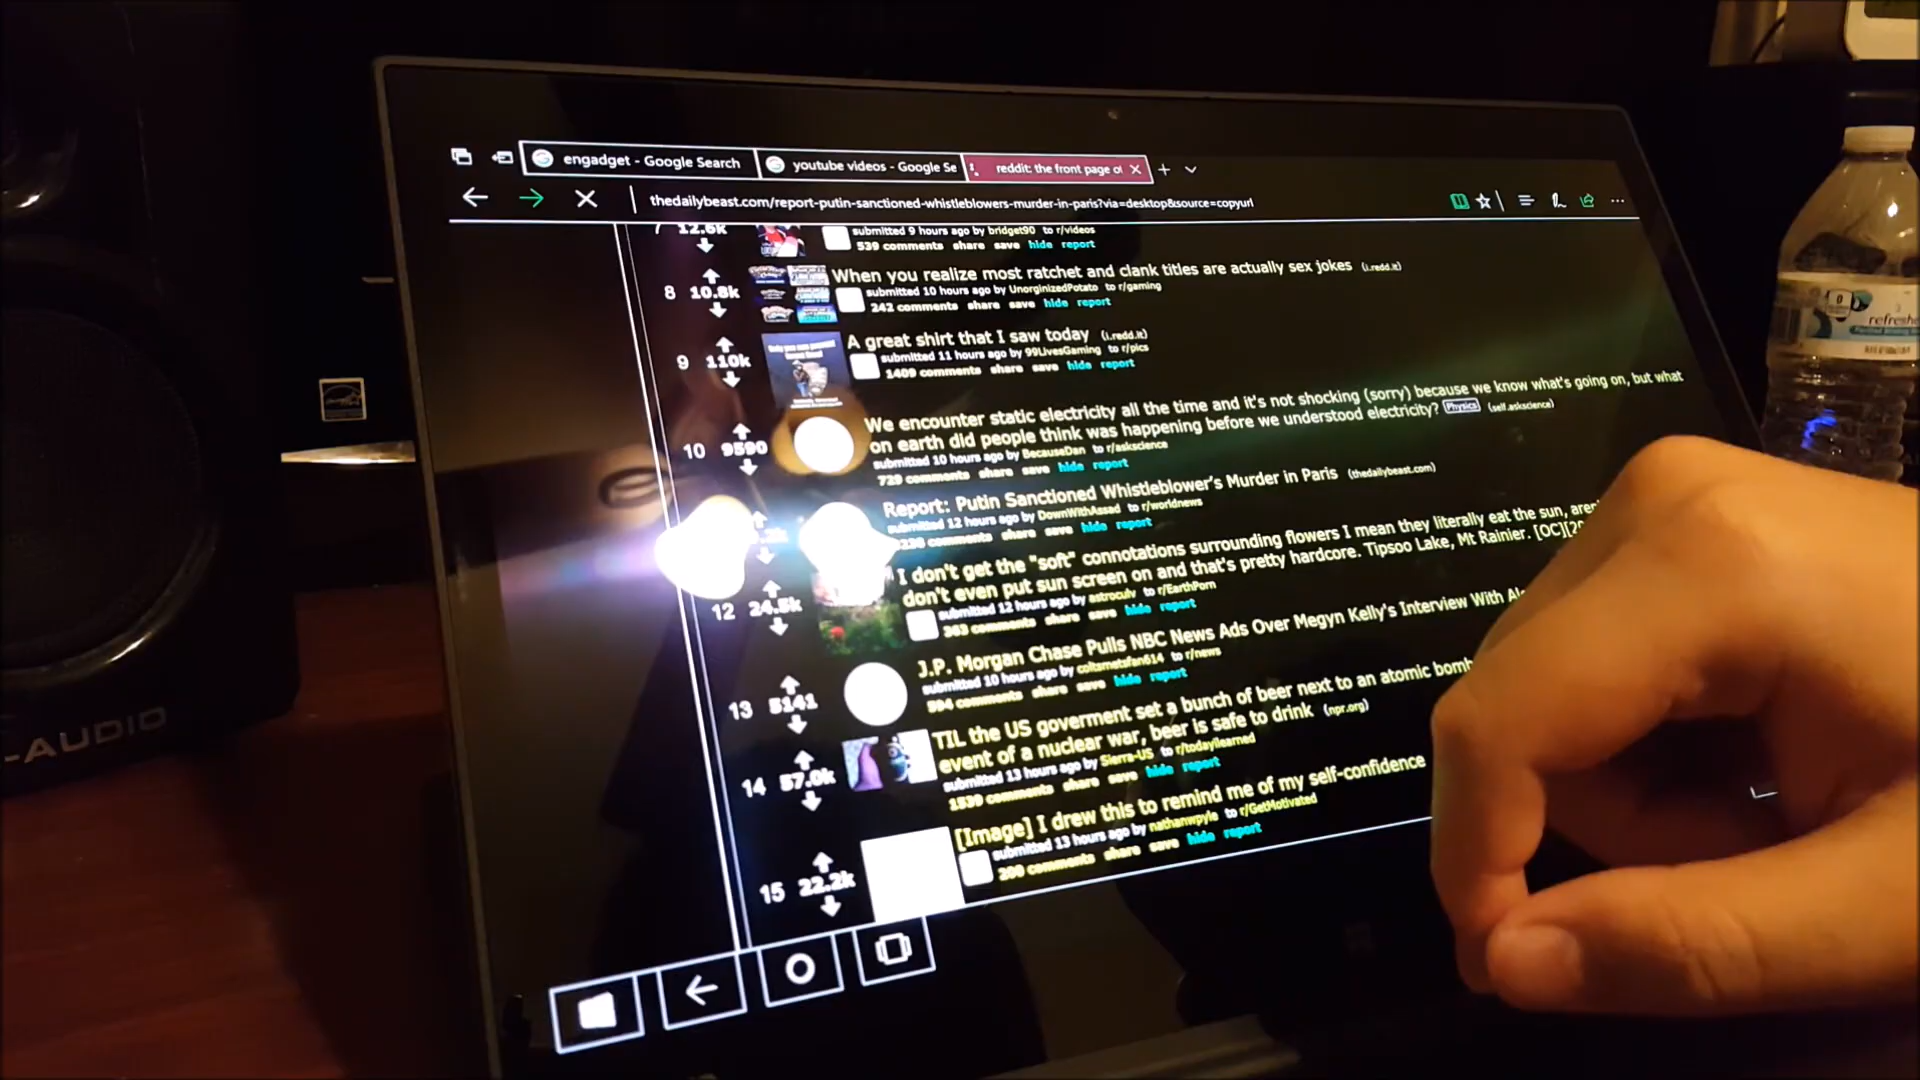 engadget - Google Search
youtube videos - Google Se
reddit: the front page o
thedailybeast.com/report-putin-sanctioned-whistleblowers-murder-in-paris?via=desktop&source=copyurl
12.6k
submitted 9 hours ago by bridget90 to r/videos
539 comments share save hide report
8 10.8k When you realize most ratchet and clank titles are actually sex jokes (i.redd.it)
submitted 10 hours ago by UnorginizedPotato to r/gaming
242 comments share save hide report
9 110k A great shirt that I saw today (i.redd.it)
submitted 11 hours ago by 99LivesGaming to r/pics
1409 comments share save hide report
We encounter static electricity all the time and it's not shocking (sorry) because we know what's going on, but what
10 9590 on earth did people think was happening before we understood electricity? Physics (self.askscience)
submitted 10 hours ago by BecauseDan to r/askscience
729 comments share save hide report
Report: Putin Sanctioned Whistleblower's Murder in Paris (thedailybeast.com)
submitted 12 hours ago by DownWithAssad to r/worldnews
comments share save hide report
I don't get the "soft" connotations surrounding flowers I mean they literally eat the sun,
don't even put sun screen on and that's pretty hardcore. Tipsoo Lake, Mt Rainier. [OC]
12 24.5k submitted 12 hours ago by astroculv to r/EarthPorn
363 comments share save hide report
J.P. Morgan Chase Pulls NBC News Ads Over Megyn Kelly's Interview With
submitted 10 hours ago by coltsmetsfan614 to r/news
13 5141 594 comments share save hide report
TIL the US goverment set a bunch of beer next to an atomic bomb
event of a nuclear war, beer is safe to drink (npr.org)
14 57.0k submitted 13 hours ago by Sierra-US to r/todayilearned
1539 comments share save hide report
[Image] I drew this to remind me of my self-confidence
submitted 13 hours ago by nathanwpyle to r/GetMotivated
15 22.2k 200 comments share save hide report
-AUDIO
0